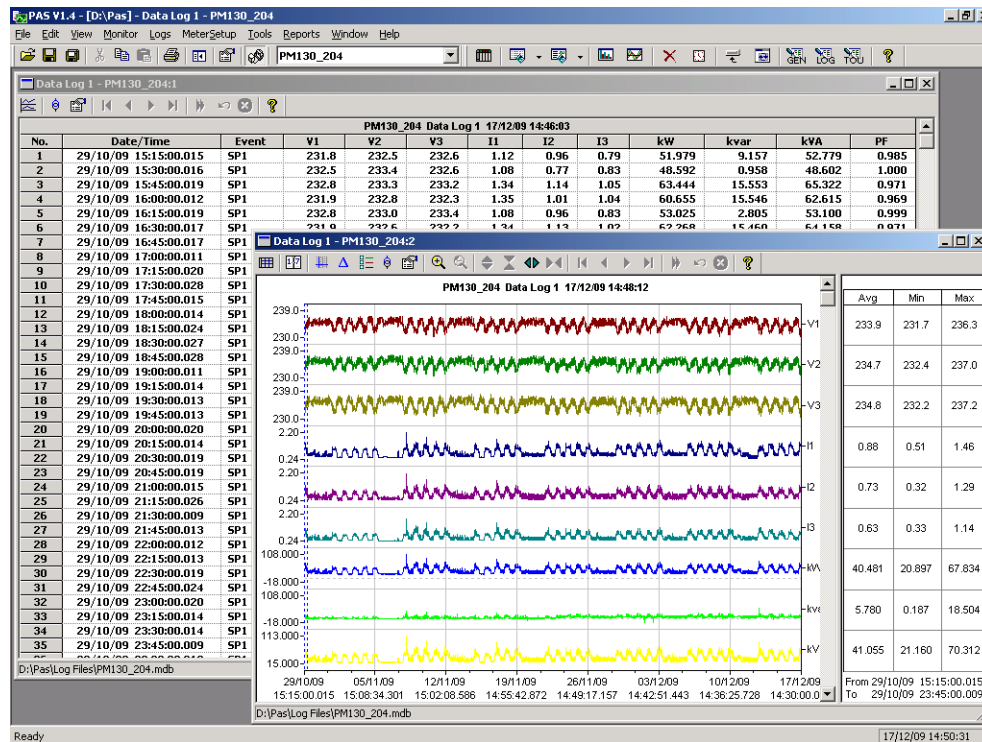 PAS V1.4 - [D:\Pas] - Data Log 1 - PM130_204
File Edit View Monitor Logs MeterSetup Tools Reports Window Help
PM130_204 GEN LOG TOU
Data Log 1 - PM130_204:1
PM130_204 Data Log 1 17/12/09 14:46:03
No. Date/Time Event V1 V2 V3 I1 I2 I3 kW kvar kVA PF
1 29/10/09 15:15:00.015 SP1 231.8 232.5 232.6 1.12 0.96 0.79 51.979 9.157 52.779 0.985
2 29/10/09 15:30:00.016 SP1 232.5 233.4 232.6 1.08 0.77 0.83 48.592 0.958 48.602 1.000
3 29/10/09 15:45:00.019 SP1 232.8 233.3 233.2 1.34 1.14 1.05 63.444 15.553 65.322 0.971
4 29/10/09 16:00:00.012 SP1 231.9 232.8 232.3 1.35 1.01 1.04 60.655 15.546 62.615 0.969
5 29/10/09 16:15:00.019 SP1 232.8 233.0 233.4 1.08 0.96 0.83 53.025 2.805 53.100 0.999
6 29/10/09 16:30:00.017 SP1 231.9 232.6 232.2 1.34 1.13 1.02 62.268 15.460 64.158 0.971
7 29/10/09 16:45:00.017 SP1
8 29/10/09 17:00:00.011 SP1
9 29/10/09 17:15:00.020 SP1
10 29/10/09 17:30:00.028 SP1
11 29/10/09 17:45:00.015 SP1
12 29/10/09 18:00:00.014 SP1
13 29/10/09 18:15:00.024 SP1
14 29/10/09 18:30:00.027 SP1
15 29/10/09 18:45:00.028 SP1
16 29/10/09 19:00:00.011 SP1
17 29/10/09 19:15:00.014 SP1
18 29/10/09 19:30:00.013 SP1
19 29/10/09 19:45:00.013 SP1
20 29/10/09 20:00:00.020 SP1
21 29/10/09 20:15:00.014 SP1
22 29/10/09 20:30:00.019 SP1
23 29/10/09 20:45:00.019 SP1
24 29/10/09 21:00:00.015 SP1
25 29/10/09 21:15:00.026 SP1
26 29/10/09 21:30:00.009 SP1
27 29/10/09 21:45:00.013 SP1
28 29/10/09 22:00:00.012 SP1
29 29/10/09 22:15:00.013 SP1
30 29/10/09 22:30:00.019 SP1
31 29/10/09 22:45:00.024 SP1
32 29/10/09 23:00:00.020 SP1
33 29/10/09 23:15:00.014 SP1
34 29/10/09 23:30:00.014 SP1
35 29/10/09 23:45:00.009 SP1
D:\Pas\Log Files\PM130_204.mdb
Data Log 1 - PM130_204:2
PM130_204 Data Log 1 17/12/09 14:48:12
Avg Min Max
239.0
V1 233.9 231.7 236.3
230.0
239.0
V2 234.7 232.4 237.0
230.0
239.0
V3 234.8 232.2 237.2
230.0
2.20
I1 0.88 0.51 1.46
0.24
2.20
I2 0.73 0.32 1.29
0.24
2.20
I3 0.63 0.33 1.14
0.24
108.000
kW 40.481 20.897 67.834
-18.000
108.000
kva 5.780 0.187 18.504
-18.000
113.000
kV 41.055 21.160 70.312
15.000
29/10/09 05/11/09 12/11/09 19/11/09 26/11/09 03/12/09 10/12/09 17/12/09
15:15:00.015 15:08:34.301 15:02:08.586 14:55:42.872 14:49:17.157 14:42:51.443 14:36:25.728 14:30:00.0
From 29/10/09 15:15:00.015
To 29/10/09 23:45:00.009
D:\Pas\Log Files\PM130_204.mdb
Ready 17/12/09 14:50:31